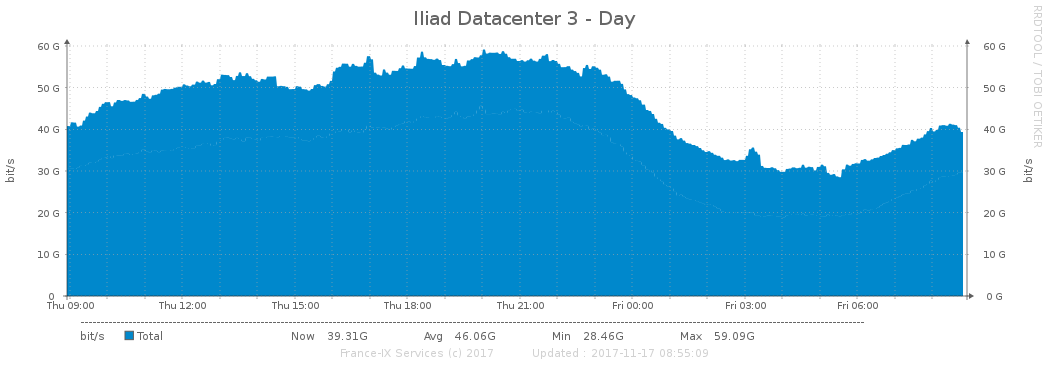 Iliad Datacenter 3 - Day
RRDTOOL / TOBI OETIKER
60 G 60 G
50 G 50 G
40 G 40 G
30 G 30 G
20 G 20 G
10 G 10 G
0 0 G
bit/s
bit/s
Thu 09:00 Thu 12:00 Thu 15:00 Thu 18:00 Thu 21:00 Fri 00:00 Fri 03:00 Fri 06:00
bit/s Total Now 39.31G Avg 46.06G Min 28.46G Max 59.09G
France-IX Services (c) 2017 Updated : 2017-11-17 08:55:09